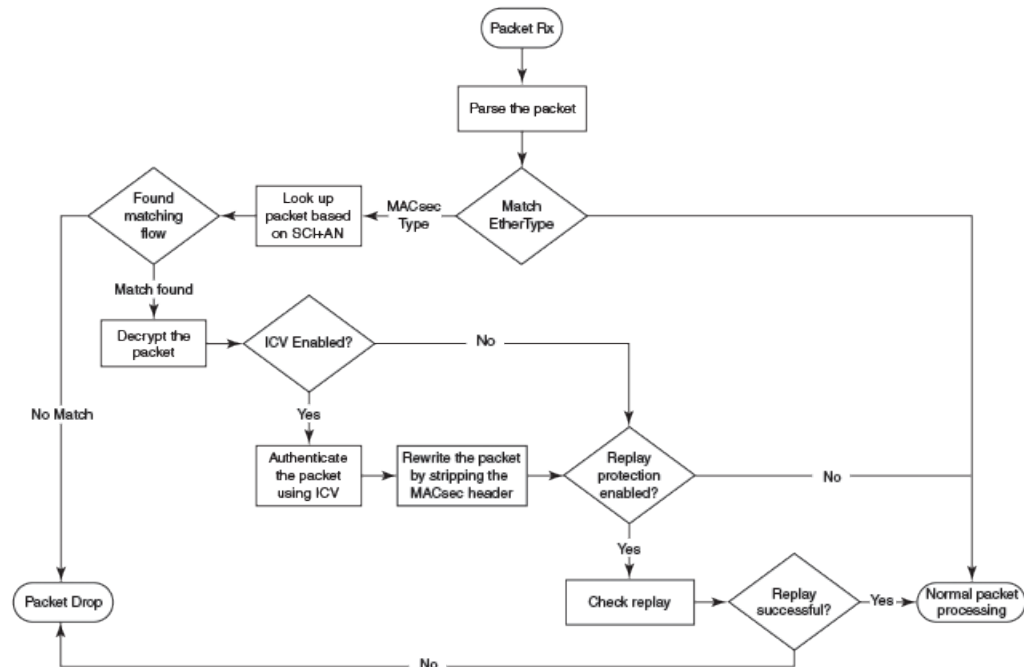 Packet Rx
Parse the packet
Match
EtherType
MACsec
Type
Look up
packet based
on SCI+AN
Found
matching
flow
Match found
Decrypt the
packet
ICV Enabled?
No
Yes
No Match
Authenticate
the packet
using ICV
Rewrite the packet
by stripping the
MACsec header
Replay
protection
enabled?
No
Yes
Check replay
Replay
successful?
Yes
Normal packet
processing
Packet Drop
No